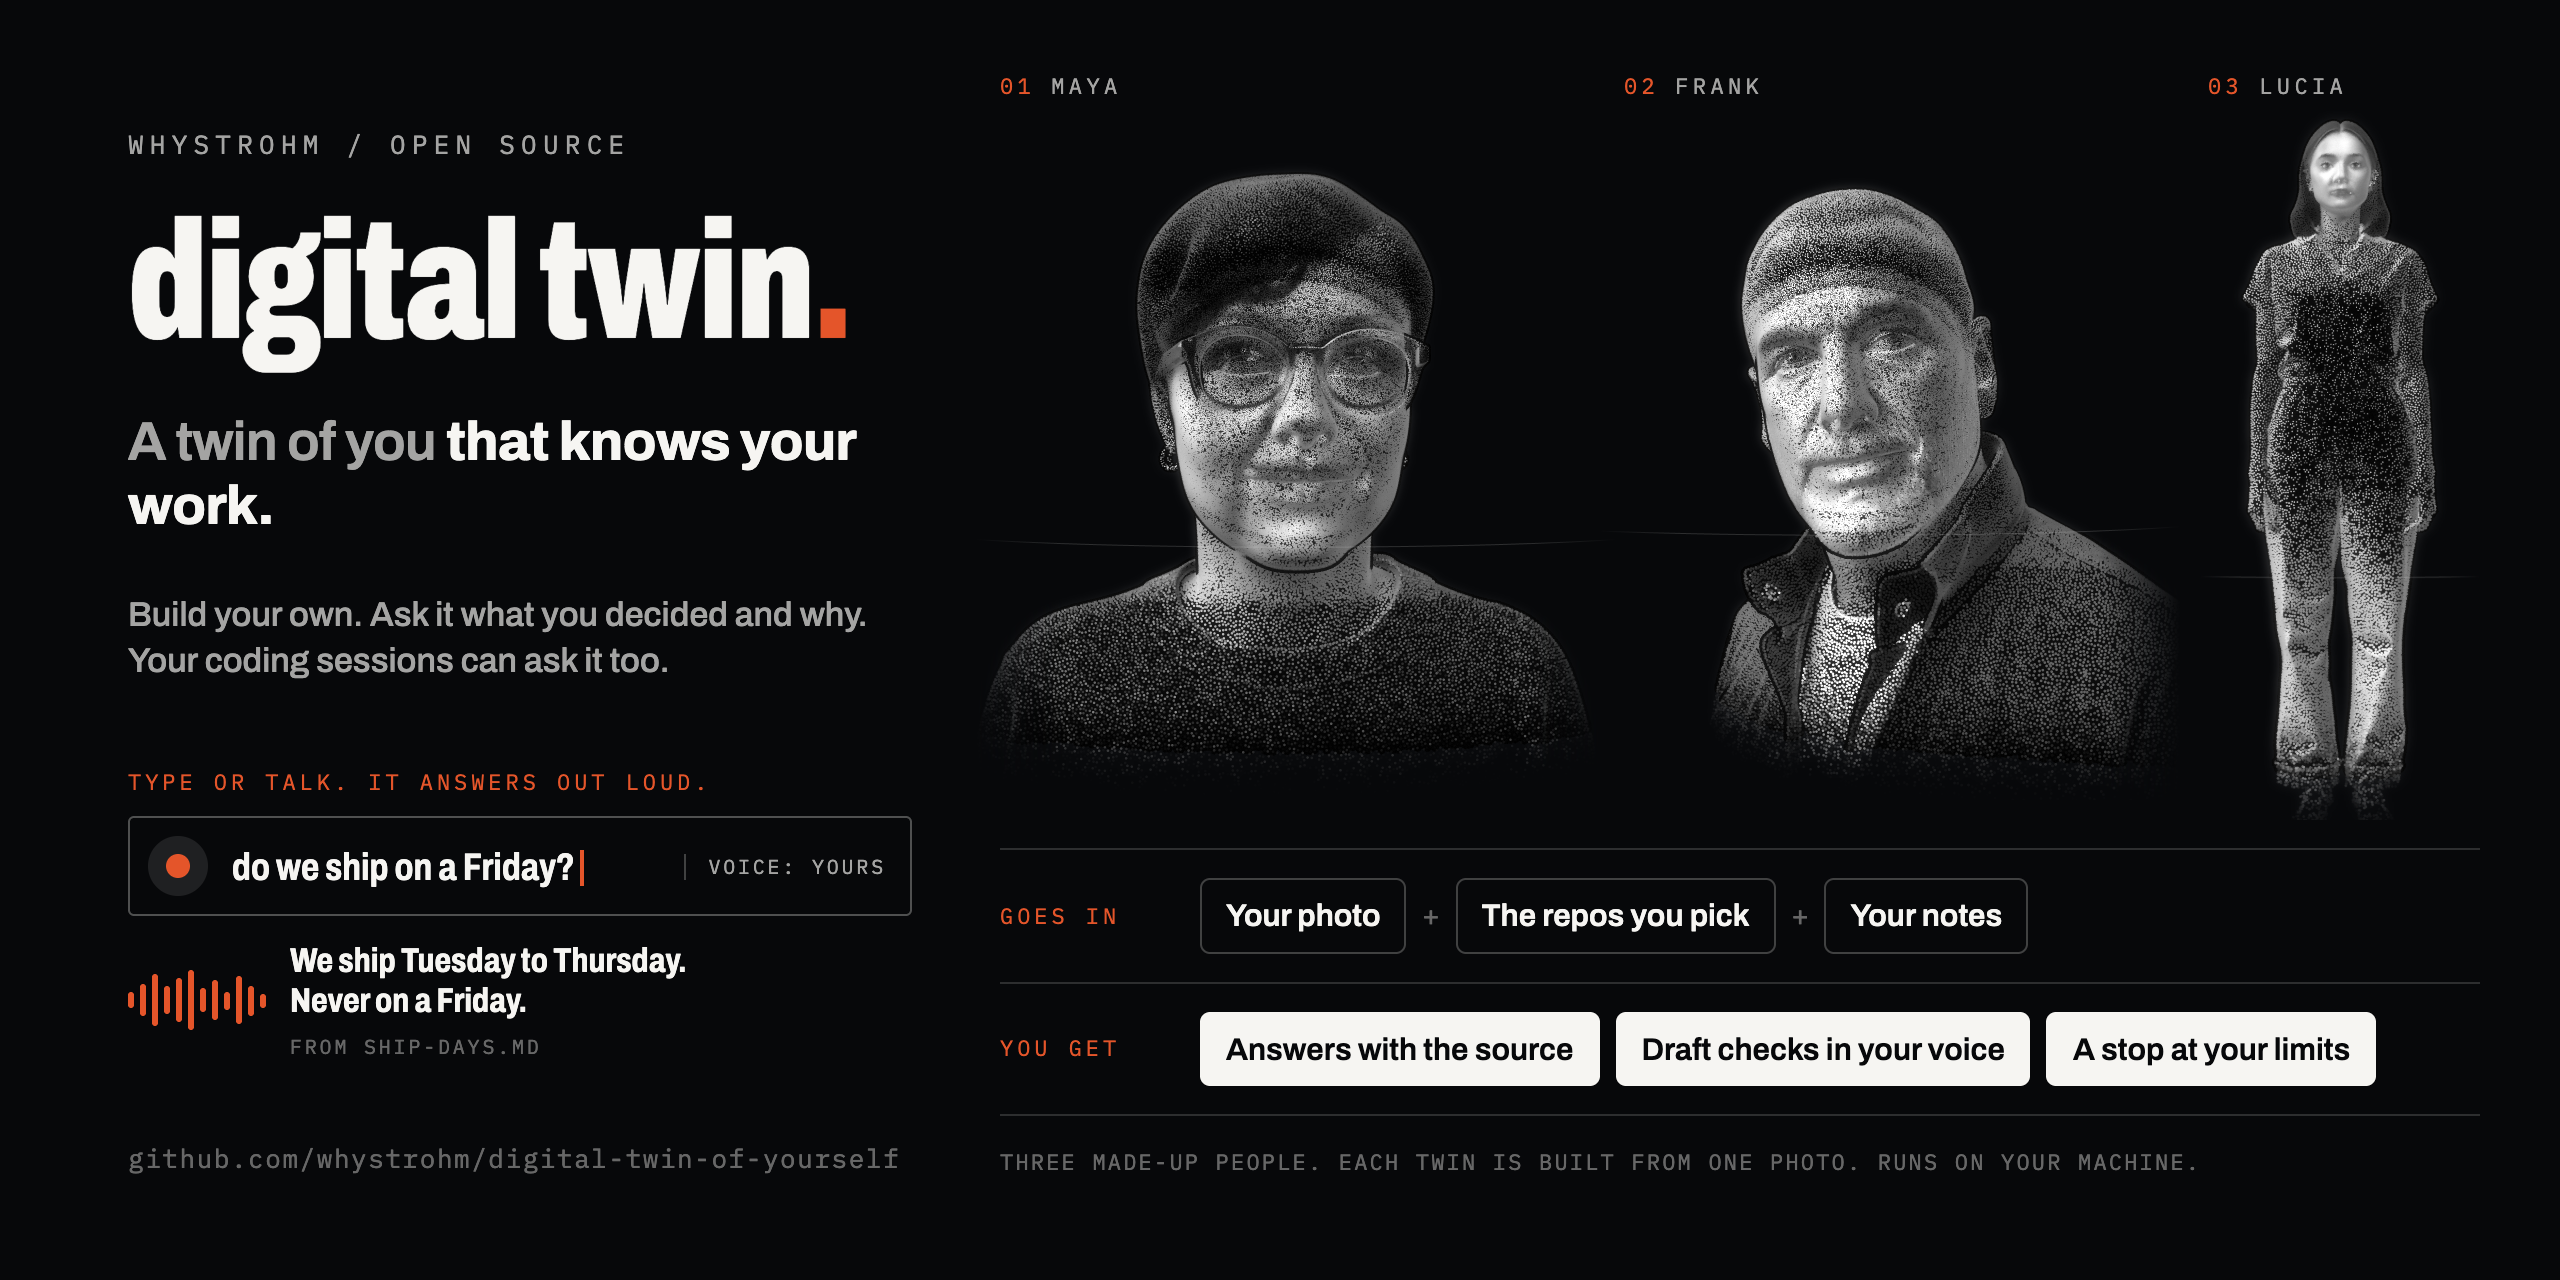 WHYSTROHM / OPEN SOURCE
digital twin.
A twin of you that knows your
work.
Build your own. Ask it what you decided and why.
Your coding sessions can ask it too.
TYPE OR TALK. IT ANSWERS OUT LOUD.
do we ship on a Friday?
VOICE: YOURS
We ship Tuesday to Thursday.
Never on a Friday.
FROM SHIP-DAYS.MD
github.com/whystrohm/digital-twin-of-yourself
01 MAYA
02 FRANK
03 LUCIA
GOES IN
Your photo
+
The repos you pick
+
Your notes
YOU GET
Answers with the source
Draft checks in your voice
A stop at your limits
THREE MADE-UP PEOPLE. EACH TWIN IS BUILT FROM ONE PHOTO. RUNS ON YOUR MACHINE.